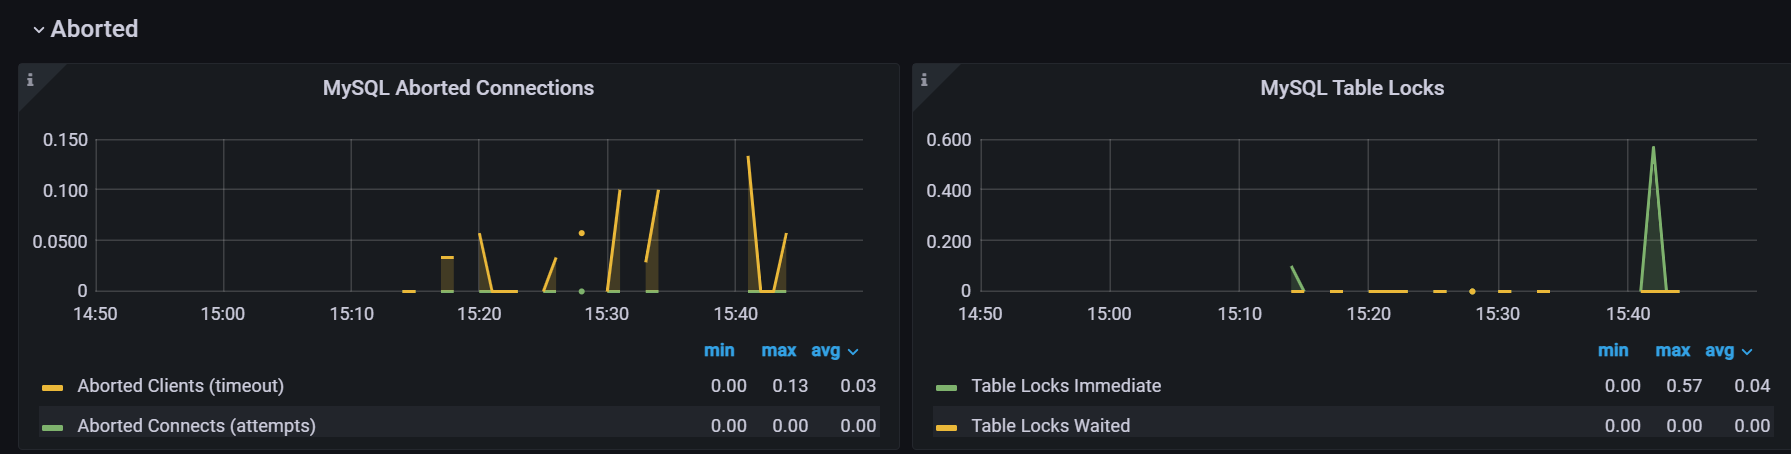 Aborted
MySQL Aborted Connections
0.150
0.100
0.0500
0
14:50 15:00 15:10 15:20 15:30 15:40
min max avg
Aborted Clients (timeout) 0.00 0.13 0.03
Aborted Connects (attempts) 0.00 0.00 0.00
MySQL Table Locks
0.600
0.400
0.200
0
14:50 15:00 15:10 15:20 15:30 15:40
min max avg
Table Locks Immediate 0.00 0.57 0.04
Table Locks Waited 0.00 0.00 0.00